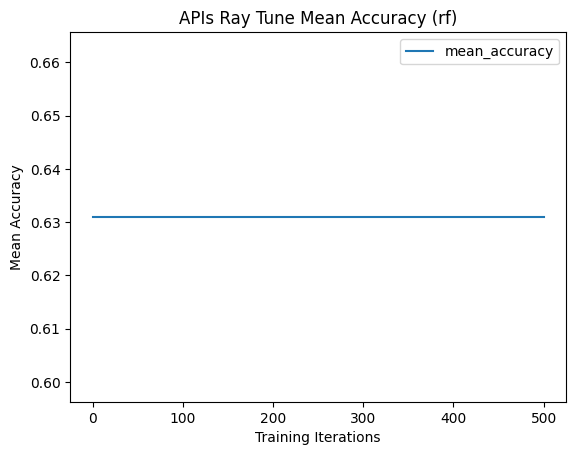 APIs Ray Tune Mean Accuracy (rf)
mean_accuracy
Mean Accuracy
0.66
0.65
0.64
0.63
0.62
0.61
0.60
0 100 200 300 400 500
Training Iterations